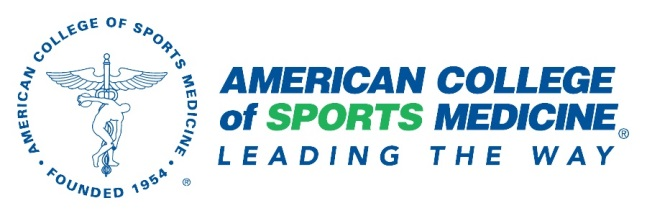 AMERICAN COLLEGE OF SPORTS MEDICINE
• FOUNDED 1954 •
®
AMERICAN COLLEGE
of SPORTS MEDICINE®
LEADING THE WAY